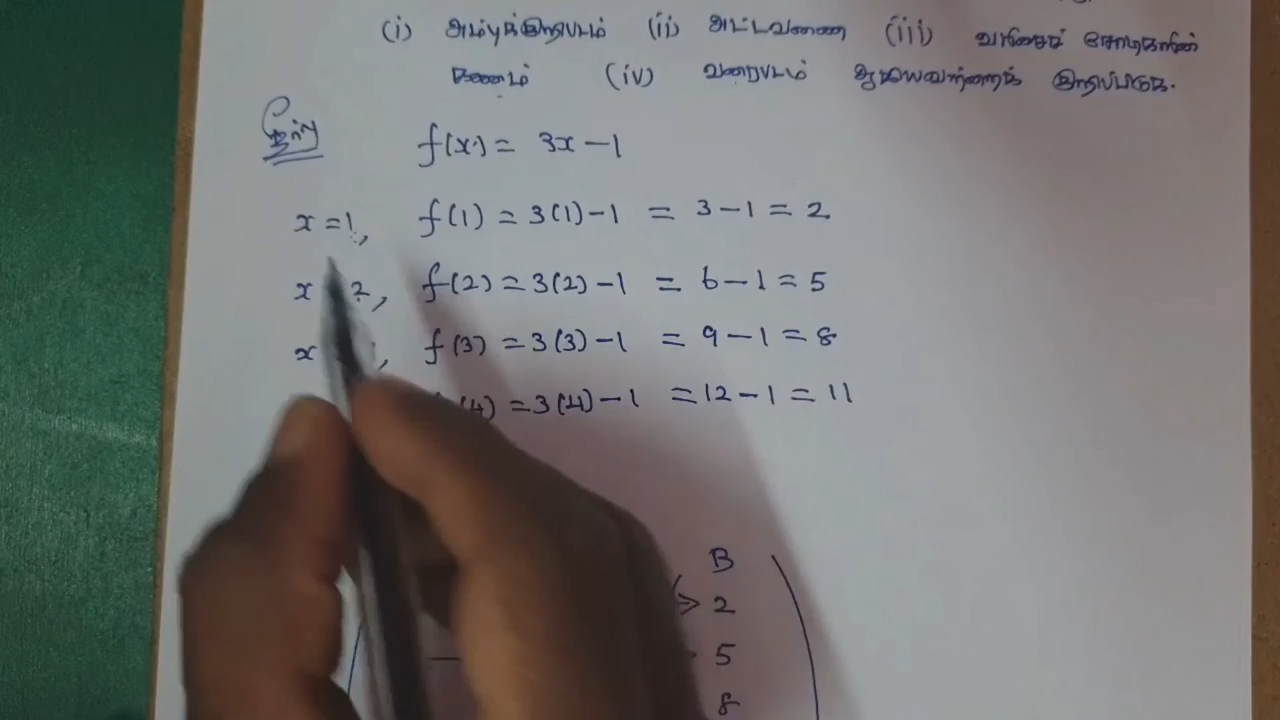 (i) அம்புக்குறிபடம் (ii) அட்டவணை (iii) வரிசைச் சோடிகளின்
கணம் (iv) வரைபடம் ஆகியவற்றைக் குறிப்பிடுக.
தீர்வு f(x) = 3x - 1
x = 1, f(1) = 3(1) - 1 = 3 - 1 = 2
x 2, f(2) = 3(2) - 1 = 6 - 1 = 5
x , f(3) = 3(3) - 1 = 9 - 1 = 8
(4) = 3(4) - 1 = 12 - 1 = 11
B
2
5
8